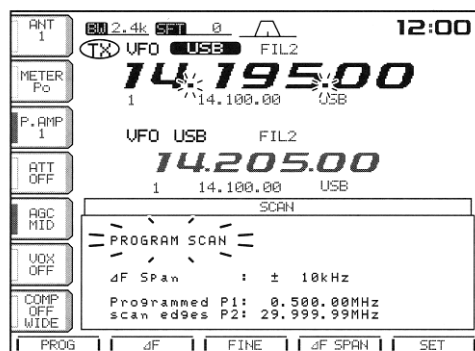 ANT
1
METER
Po
P.AMP
1
ATT
OFF
AGC
MID
VOX
OFF
COMP
OFF
WIDE
BW 2.4k SFT 0
12:00
TX VFO USB FIL2
14.195.00
1 14.100.00 USB
VFO USB FIL2
14.205.00
1 14.100.00 USB
SCAN
PROGRAM SCAN
⊿F Span : ± 10kHz
Programmed P1: 0.500.00MHz
scan edges P2: 29.999.99MHz
PROG ⊿F FINE ⊿F SPAN SET